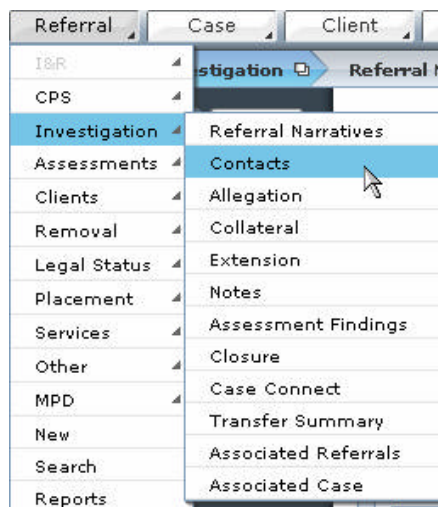 Referral Case Client
I&R
stigation Referral
CPS
Investigation
Assessments
Clients
Removal
Legal Status
Placement
Services
Other
MPD
New
Search
Reports
Referral Narratives
Contacts
Allegation
Collateral
Extension
Notes
Assessment Findings
Closure
Case Connect
Transfer Summary
Associated Referrals
Associated Case